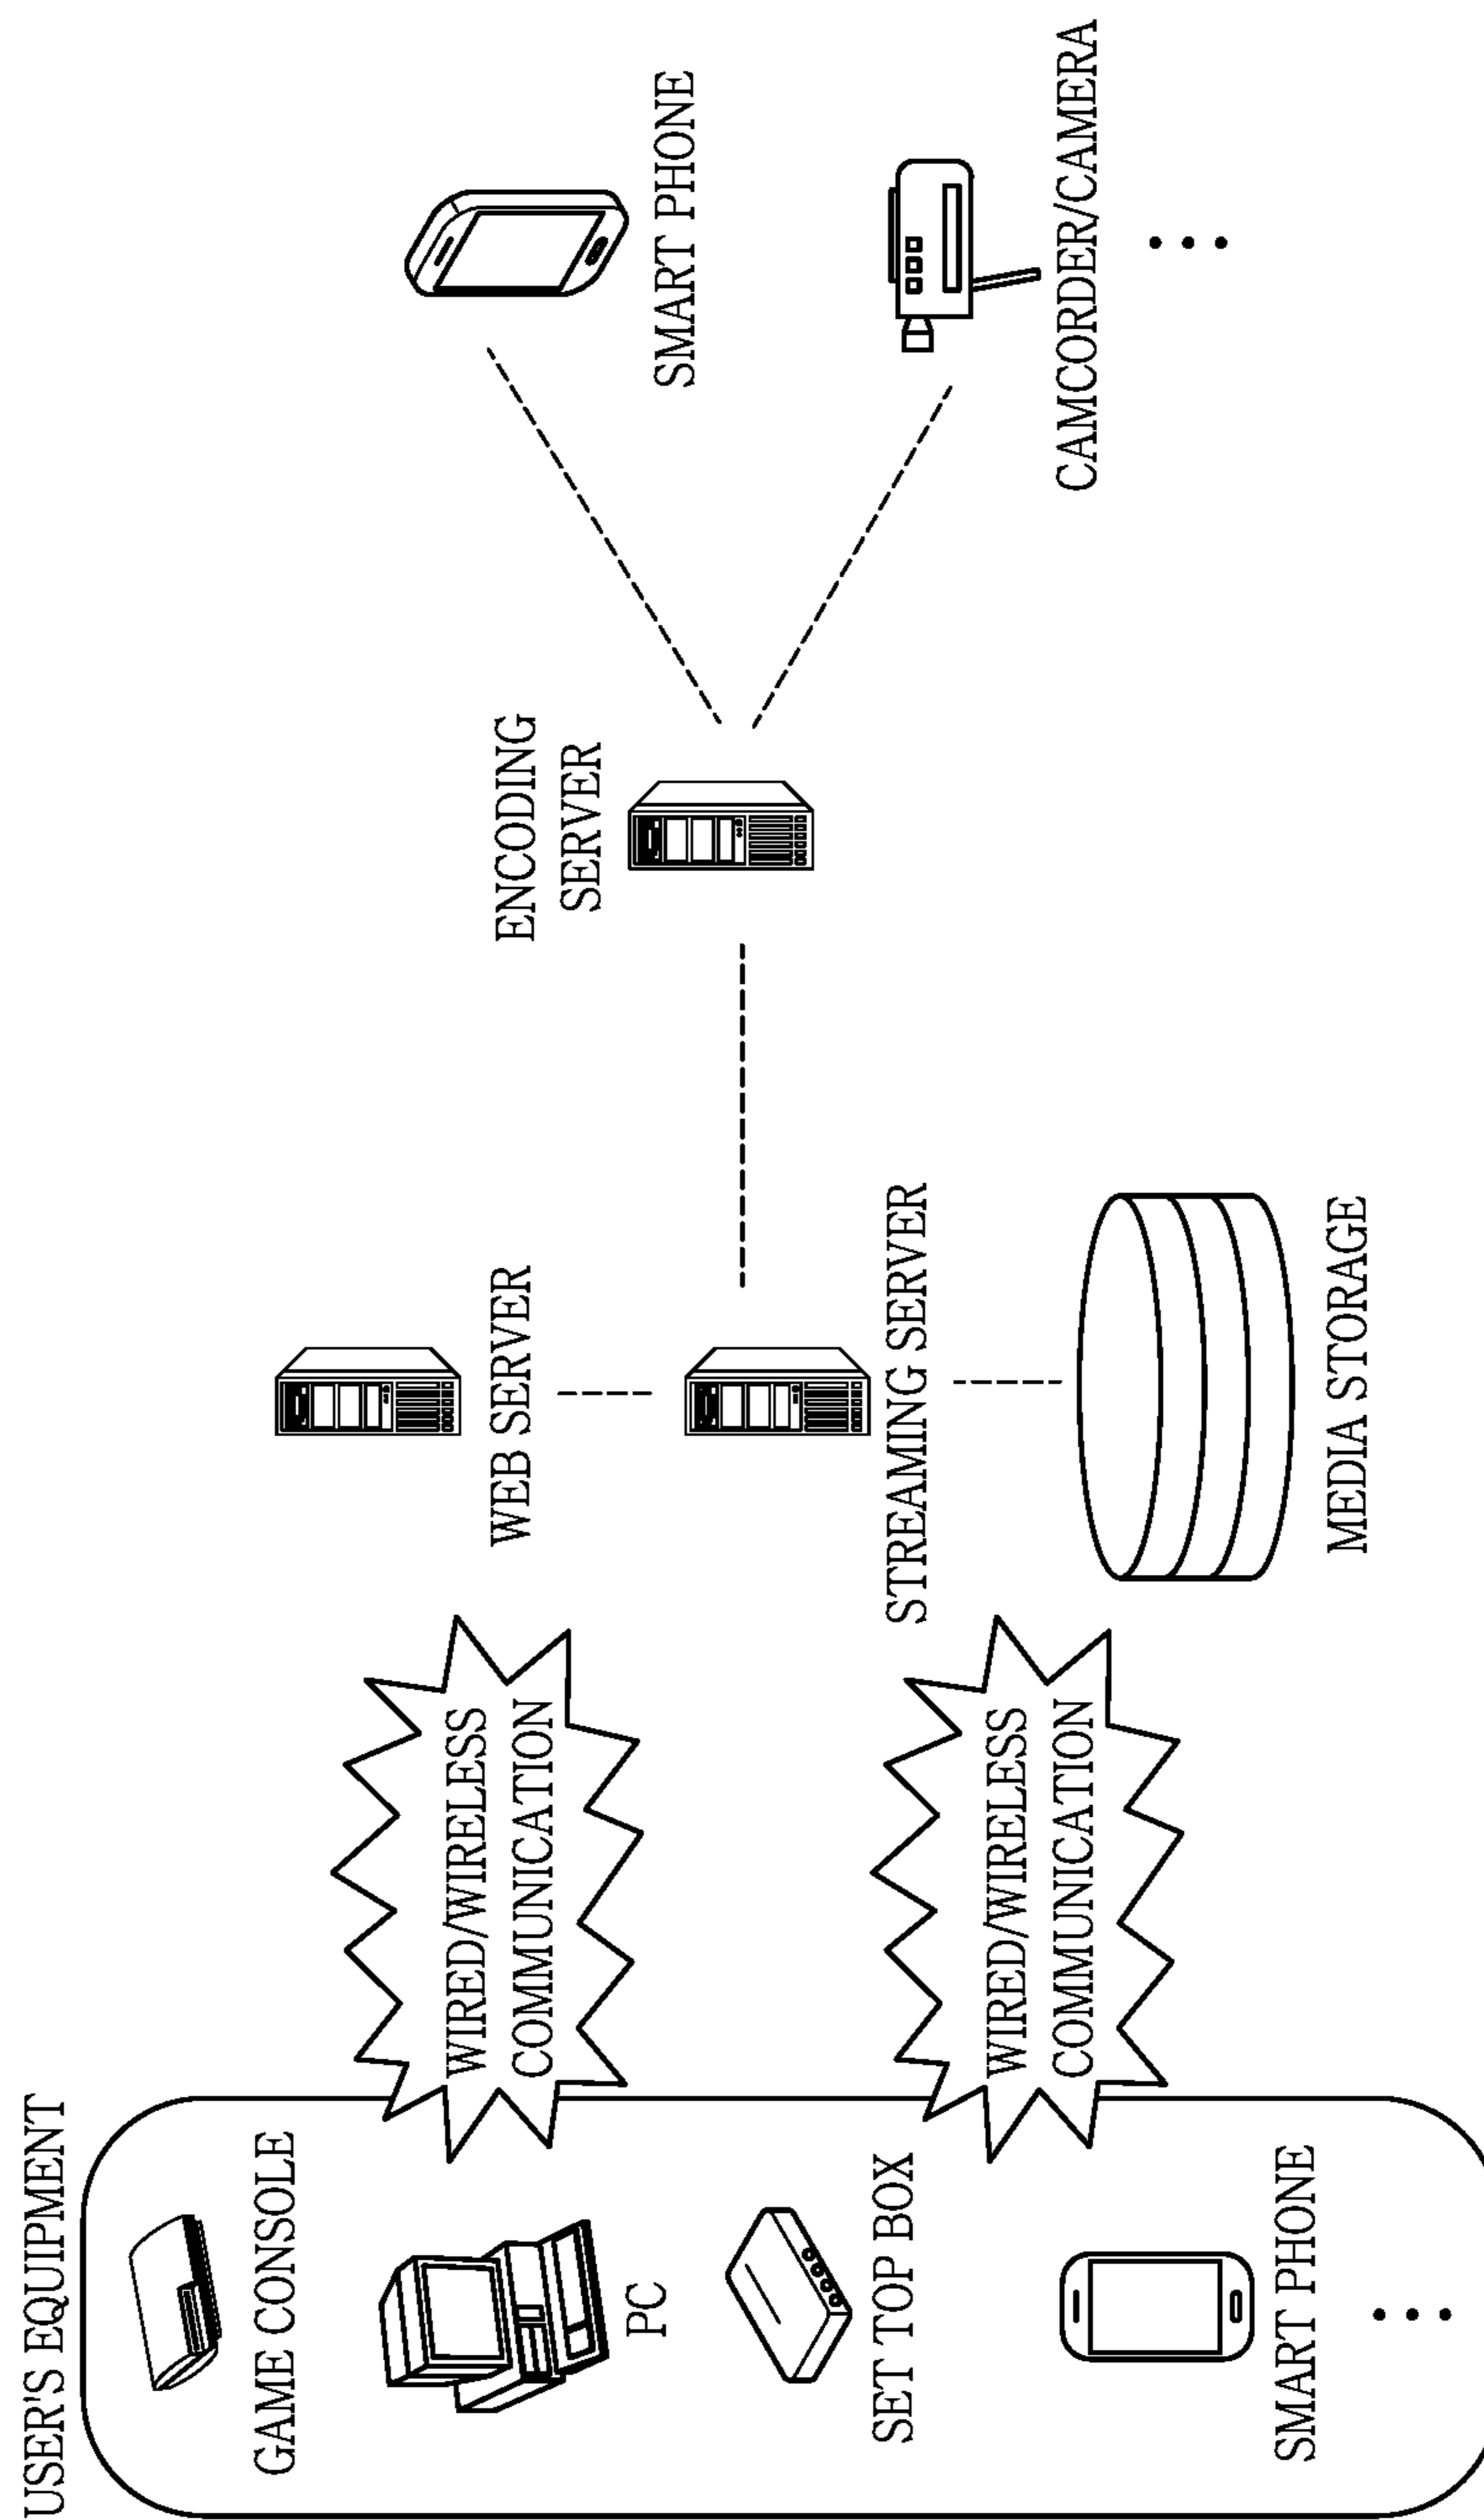 USER'S EQUIPMENT
GAME CONSOLE
PC
SET TOP BOX
SMART PHONE
WIRED/WIRELESS
COMMUNICATION
WIRED/WIRELESS
COMMUNICATION
WEB SERVER
STREAMING SERVER
MEDIA STORAGE
ENCODING
SERVER
SMART PHONE
CAMCORDER/CAMERA